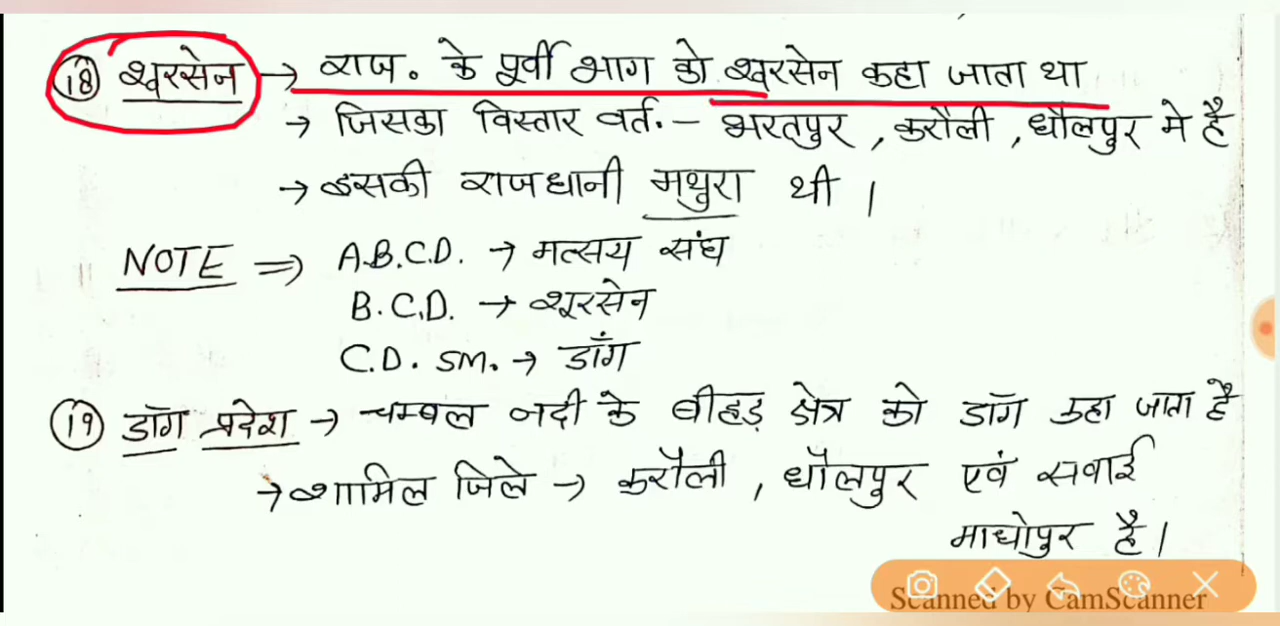 18 शूरसेन → राज. के पूर्वी भाग को शूरसेन कहा जाता था
→ जिसका विस्तार वर्त. - भरतपुर, करौली, धौलपुर मे है
→ इसकी राजधानी मथुरा थी।
NOTE ⇒ A.B.C.D. → मत्सय संघ
B.C.D. → शूरसेन
C.D. SM. → डाँग
19 डाँग प्रदेश → चम्बल नदी के बीहड़ क्षेत्र को डाँग कहा जाता है
→ शामिल जिले → करौली, धौलपुर एवं सवाई
माधोपुर है।
Scanned by CamScanner